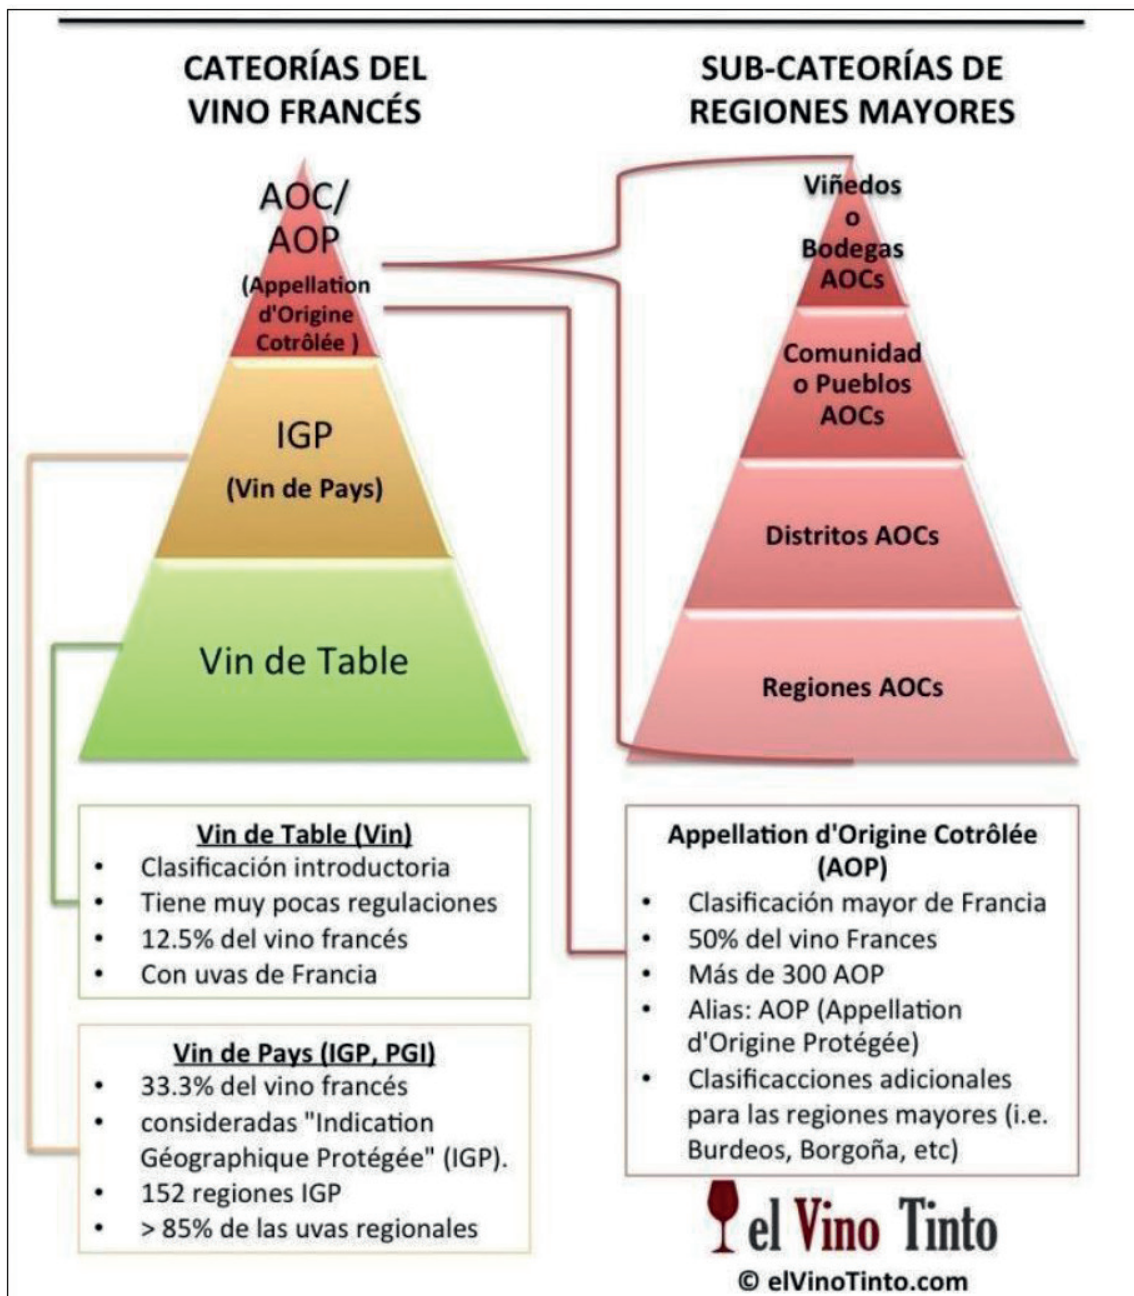 CATEORÍAS DEL
VINO FRANCÉS
AOC/
AOP
(Appellation
d'Origine
Cotrôlée )
IGP
(Vin de Pays)
Vin de Table
SUB-CATEORÍAS DE
REGIONES MAYORES
Viñedos
o
Bodegas
AOCs
Comunidad
o Pueblos
AOCs
Distritos AOCs
Regiones AOCs
Vin de Table (Vin)
• Clasificación introductoria
• Tiene muy pocas regulaciones
• 12.5% del vino francés
• Con uvas de Francia
Vin de Pays (IGP, PGI)
• 33.3% del vino francés
• consideradas "Indication
Géographique Protégée" (IGP).
• 152 regiones IGP
• > 85% de las uvas regionales
Appellation d'Origine Cotrôlée
(AOP)
• Clasificación mayor de Francia
• 50% del vino Frances
• Más de 300 AOP
• Alias: AOP (Appellation
d'Origine Protégée)
• Clasificacciones adicionales
para las regiones mayores (i.e.
Burdeos, Borgoña, etc)
el Vino Tinto
© elVinoTinto.com